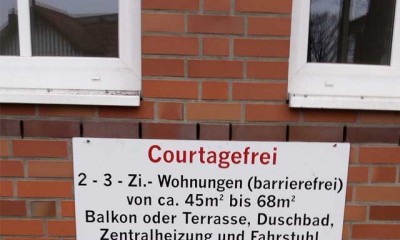 Courtagefrei
2 - 3 - Zi.- Wohnungen (barrierefrei)
von ca. 45m² bis 68m²
Balkon oder Terrasse, Duschbad,
Zentralheizung und Fahrstuhl